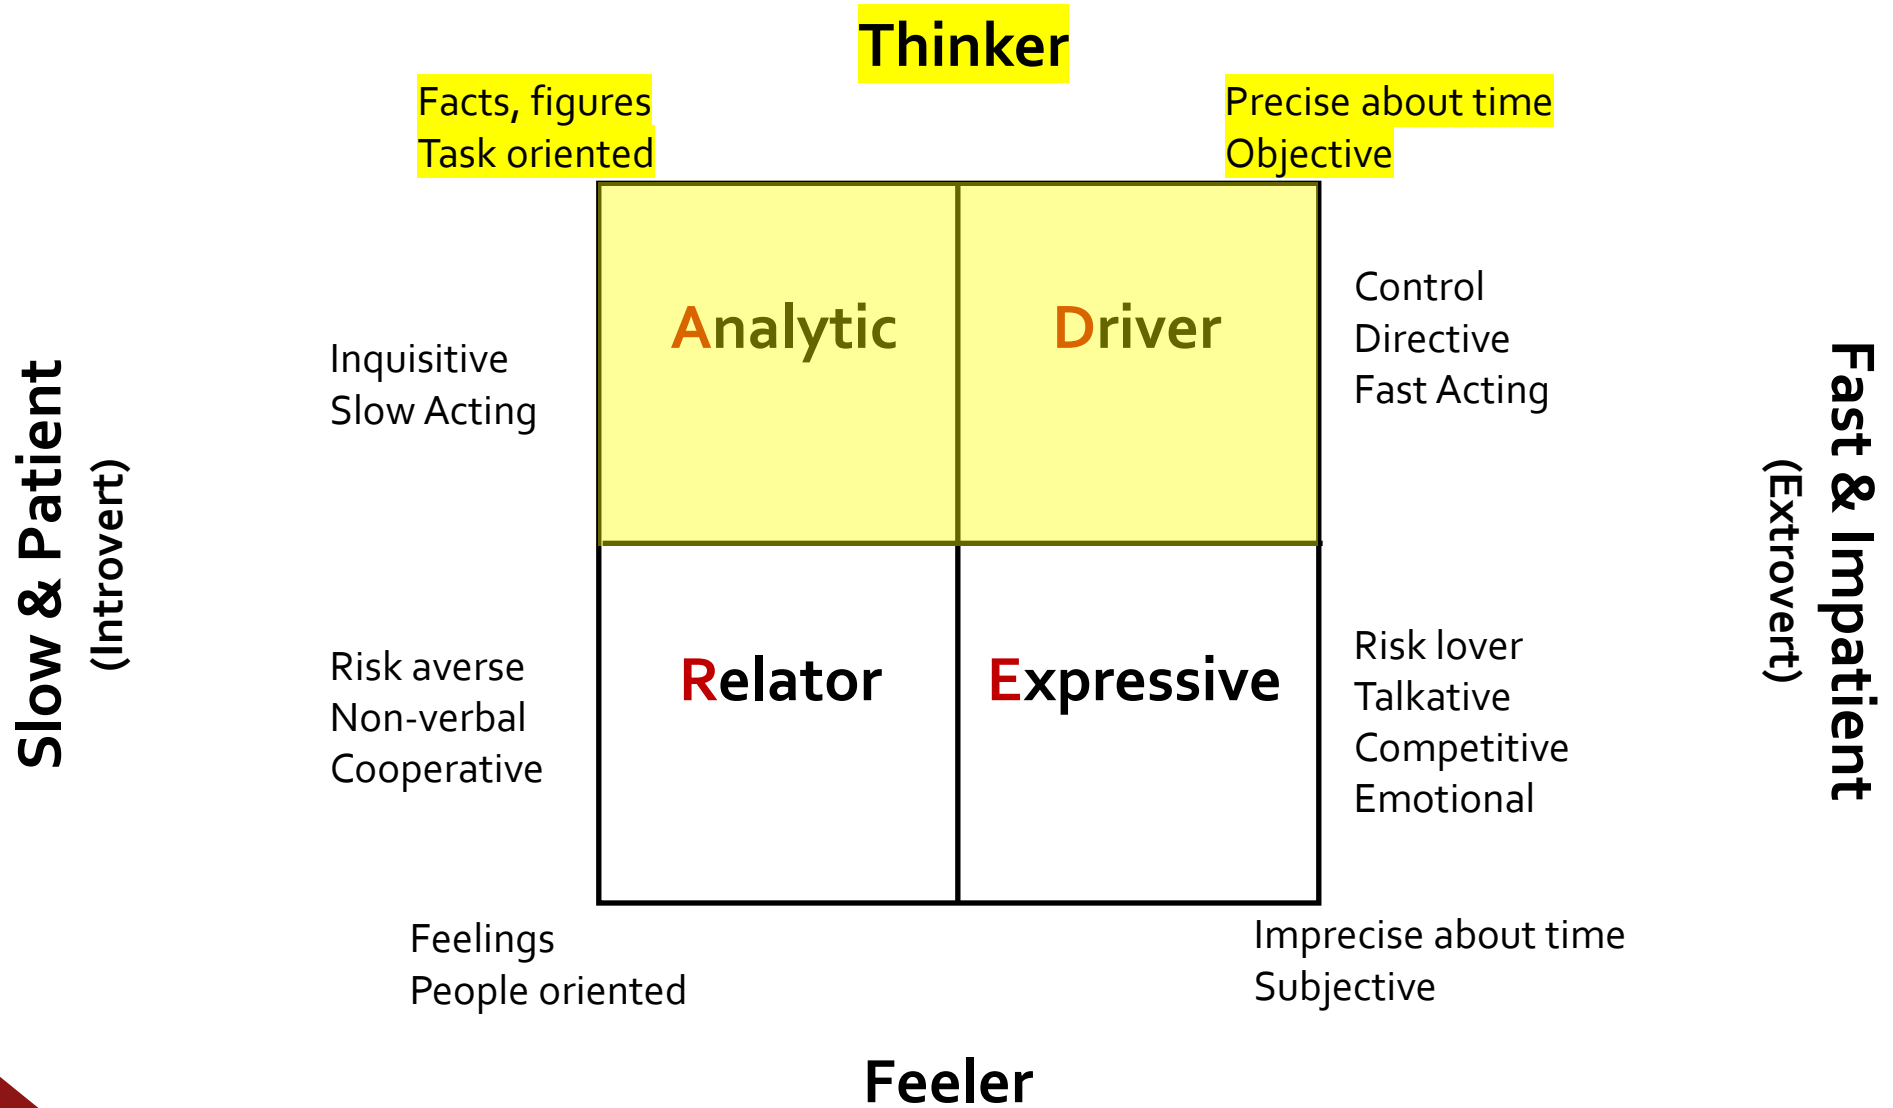 Thinker
Facts, figures
Task oriented
Precise about time
Objective
Slow & Patient
(Introvert)
Inquisitive
Slow Acting
Analytic
Driver
Control
Directive
Fast Acting
Fast & Impatient
(Extrovert)
Risk averse
Non-verbal
Cooperative
Relator
Expressive
Risk lover
Talkative
Competitive
Emotional
Feelings
People oriented
Imprecise about time
Subjective
Feeler